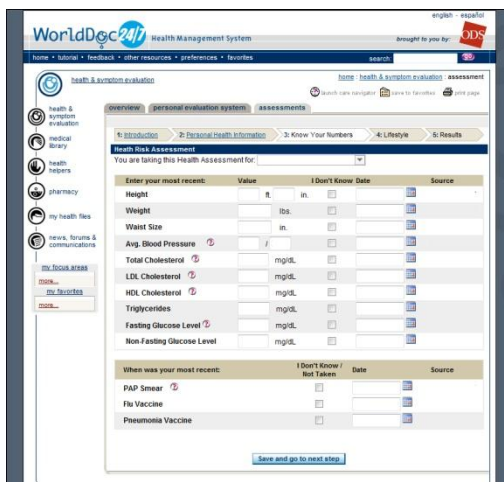 english - español
WorldDoc 24/7 Health Management System
brought to you by: ODS
home • tutorial • feedback • other resources • preferences • favorites
search:
health & symptom evaluation
home : health & symptom evaluation : assessment
launch care navigator save to favorites print page
overview personal evaluation system assessments
health & symptom evaluation
medical library
health helpers
pharmacy
my health files
news, forums & communications
my focus areas
more...
my favorites
more...
1: Introduction 2: Personal Health Information 3: Know Your Numbers 4: Lifestyle 5: Results
Heath Risk Assessment
You are taking this Health Assessment for:
Enter your most recent: Value I Don't Know Date Source
Height ft. in.
Weight lbs.
Waist Size in.
Avg. Blood Pressure /
Total Cholesterol mg/dL
LDL Cholesterol mg/dL
HDL Cholesterol mg/dL
Triglycerides mg/dL
Fasting Glucose Level mg/dL
Non-Fasting Glucose Level mg/dL
When was your most recent: I Don't Know / Not Taken Date Source
PAP Smear
Flu Vaccine
Pneumonia Vaccine
Save and go to next step